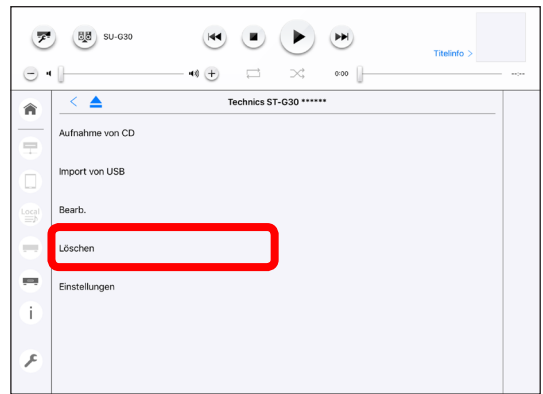 SU-G30
Titelinfo >
0:00
--:--
Technics ST-G30 ******
Aufnahme von CD
Import von USB
Bearb.
Local
Löschen
Einstellungen
i